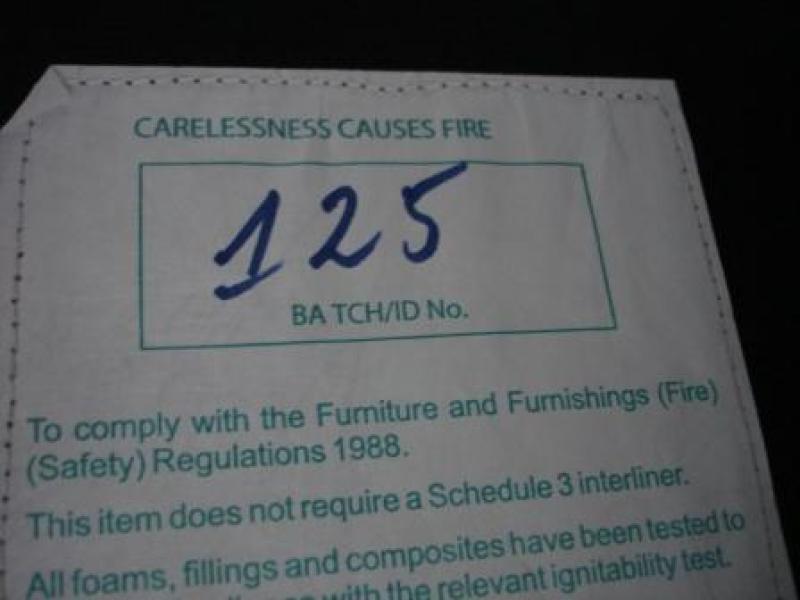 CARELESSNESS CAUSES FIRE
125
BA TCH/ID No.
To comply with the Furniture and Furnishings (Fire)
(Safety) Regulations 1988.
This item does not require a Schedule 3 interliner.
All foams, fillings and composites have been tested to
with the relevant ignitability test.